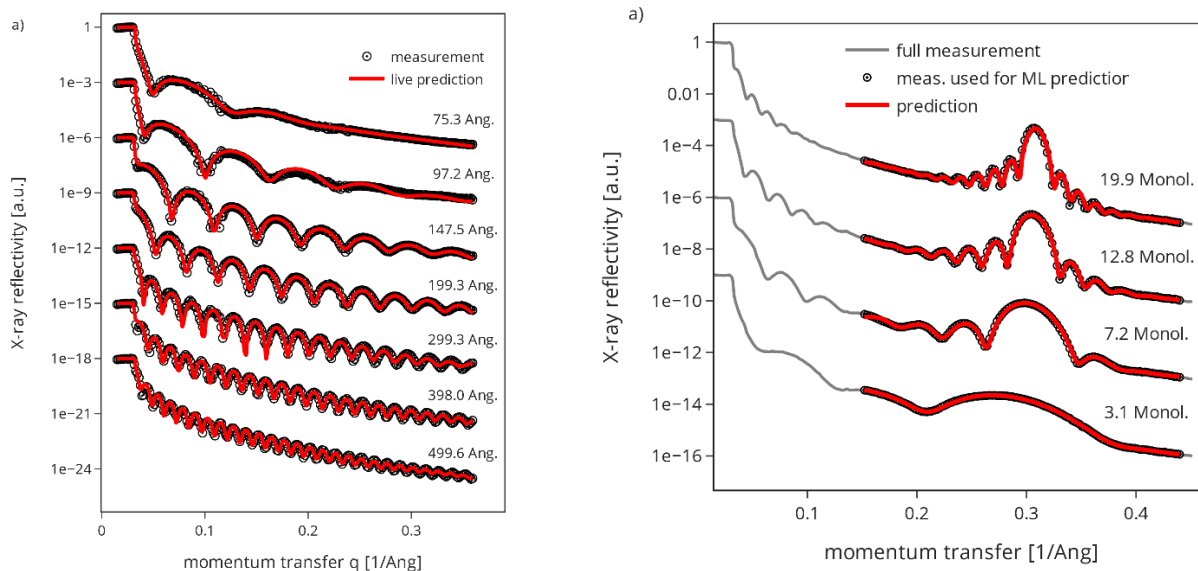 a)
X-ray reflectivity [a.u.]
1
1e−3
1e−6
1e−9
1e−12
1e−15
1e−18
1e−21
1e−24
measurement
live prediction
75.3 Ang.
97.2 Ang.
147.5 Ang.
199.3 Ang.
299.3 Ang.
398.0 Ang.
499.6 Ang.
0 0.1 0.2 0.3
momentum transfer q [1/Ang]
a)
X-ray reflectivity [a.u.]
1
0.01
1e−4
1e−6
1e−8
1e−10
1e−12
1e−14
1e−16
full measurement
meas. used for ML predictior
prediction
19.9 Monol.
12.8 Monol.
7.2 Monol.
3.1 Monol.
0.1 0.2 0.3 0.4
momentum transfer [1/Ang]